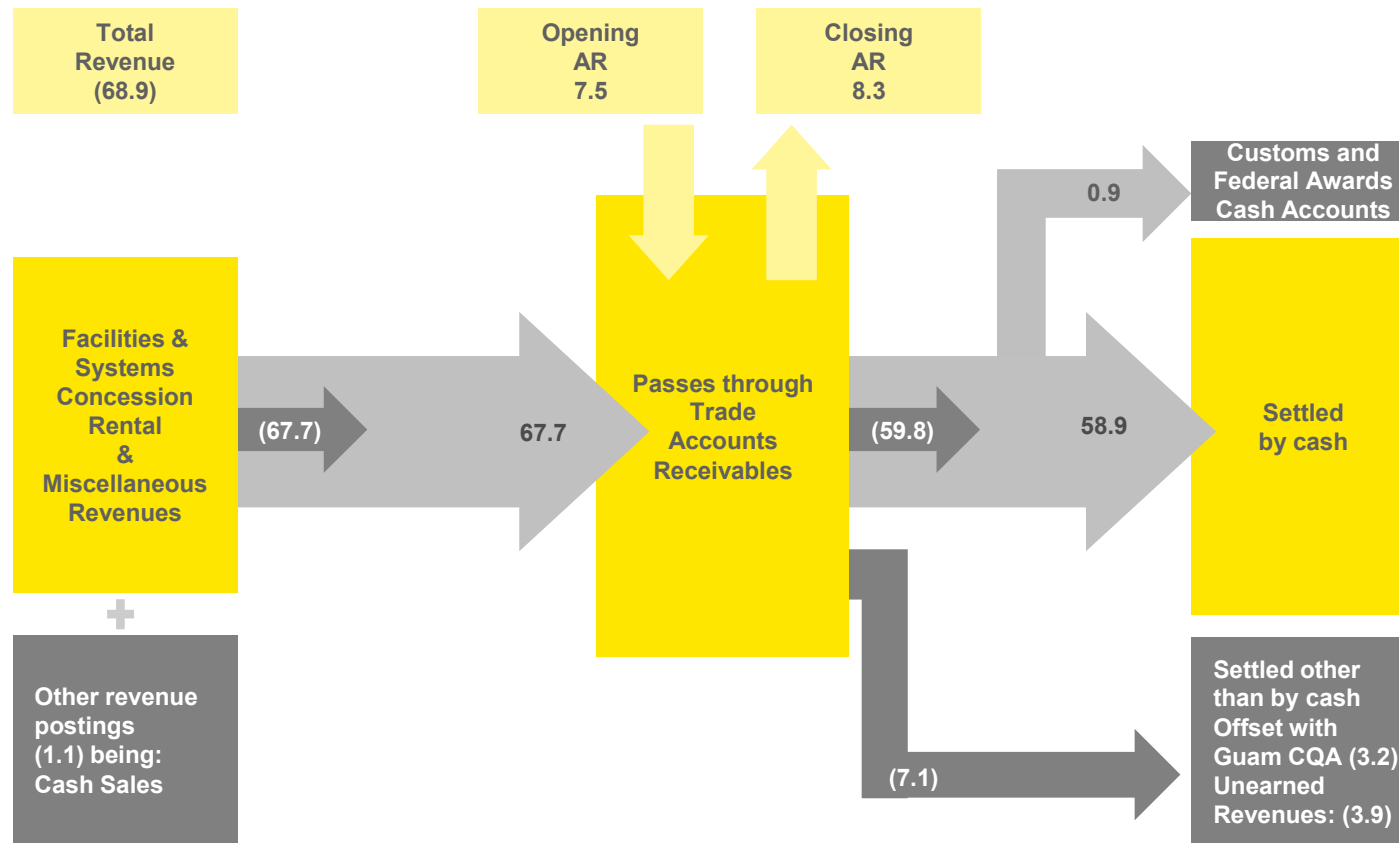 Total
Revenue
(68.9)
Opening
AR
7.5
Closing
AR
8.3
Customs and
Federal Awards
Cash Accounts
0.9
Facilities &
Systems
Concession
Rental
&
Miscellaneous
Revenues
(67.7)
67.7
Passes through
Trade
Accounts
Receivables
(59.8)
58.9
Settled
by cash
Other revenue
postings
(1.1) being:
Cash Sales
(7.1)
Settled other
than by cash
Offset with
Guam CQA (3.2)
Unearned
Revenues: (3.9)